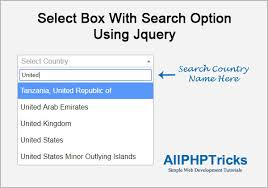 Select Box With Search Option
Using Jquery
Select Country
United
Search Country
Name Here
Tanzania, United Republic of
United Arab Emirates
United Kingdom
United States
United States Minor Outlying Islands
AllPHPTricks
Simple Web Development Tutorials